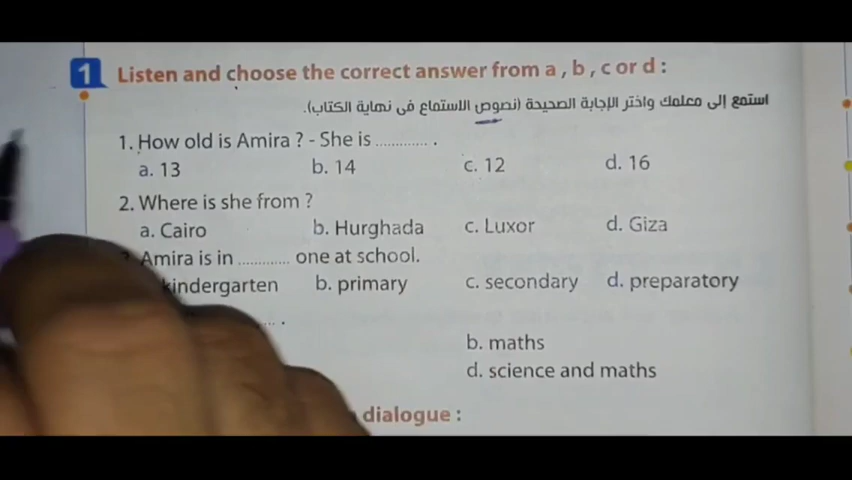 1 Listen and choose the correct answer from a , b , c or d :
استمع إلى معلمك واختر الإجابة الصحيحة (نصوص الاستماع فى نهاية الكتاب).
1. How old is Amira ? - She is ............. .
a. 13 b. 14 c. 12 d. 16
2. Where is she from ?
a. Cairo b. Hurghada c. Luxor d. Giza
Amira is in ............. one at school.
kindergarten b. primary c. secondary d. preparatory
... .
b. maths
d. science and maths
dialogue :